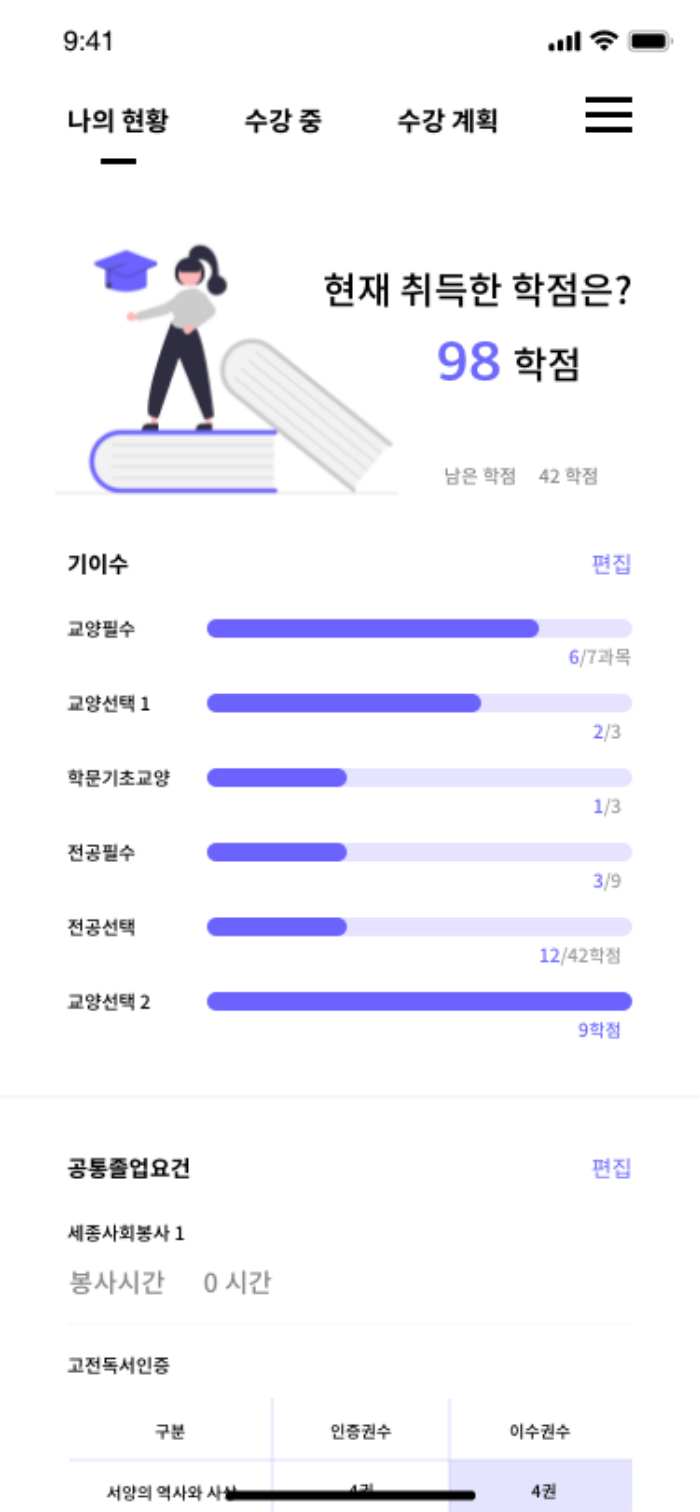 9:41
나의 현황 수강 중 수강 계획
현재 취득한 학점은?
98 학점
남은 학점 42 학점
기이수 편집
교양필수
6/7과목
교양선택 1
2/3
학문기초교양
1/3
전공필수
3/9
전공선택
12/42학점
교양선택 2
9학점
공통졸업요건 편집
세종사회봉사 1
봉사시간 0 시간
고전독서인증
구분 인증권수 이수권수
서양의 역사와 사상 4권 4권